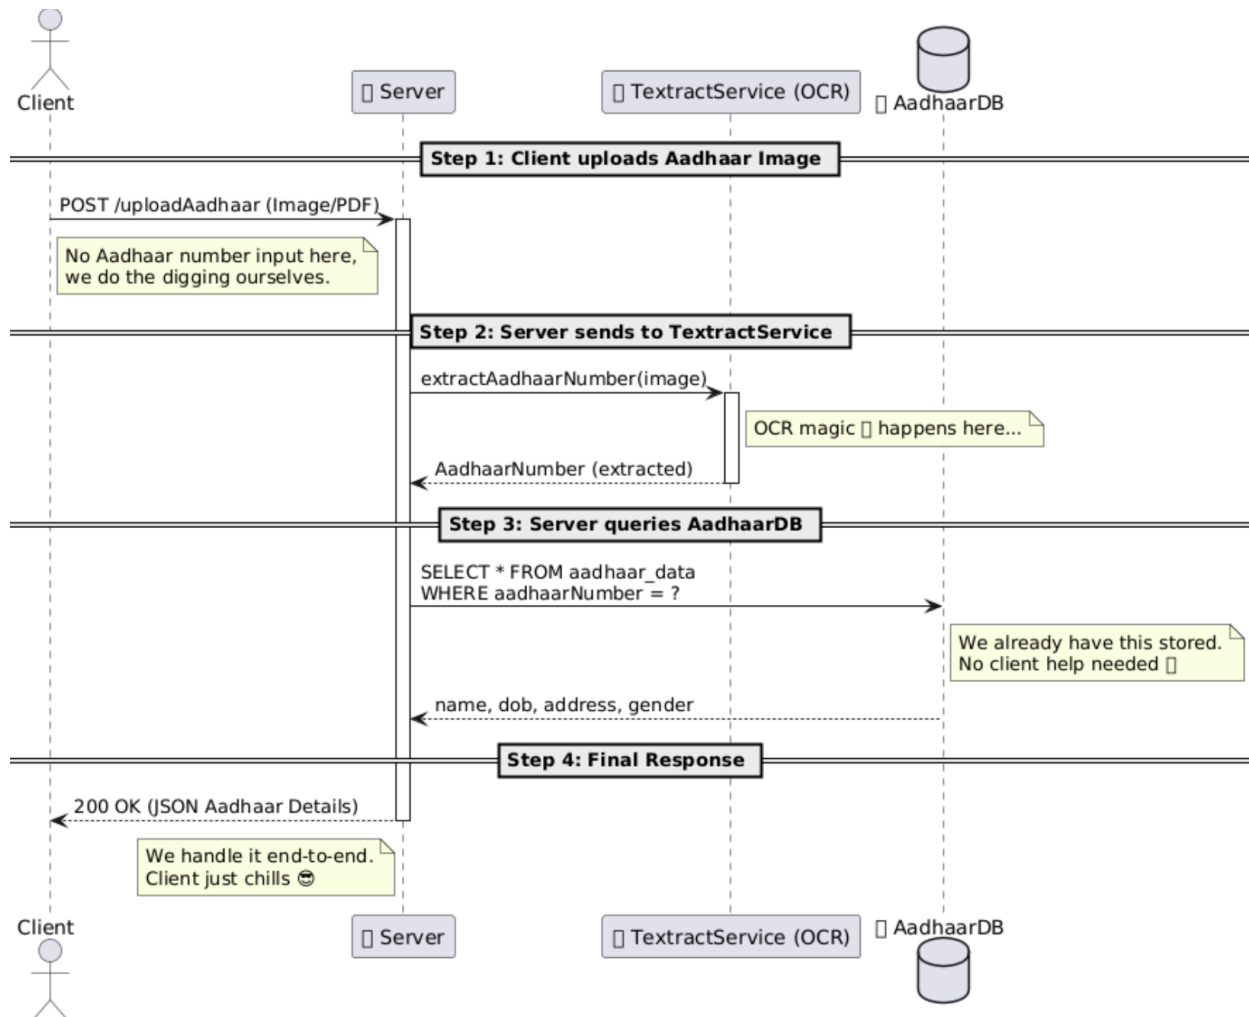 Client
▯ Server
▯ TextractService (OCR)
▯ AadhaarDB
Step 1: Client uploads Aadhaar Image
POST /uploadAadhaar (Image/PDF)
No Aadhaar number input here,
we do the digging ourselves.
Step 2: Server sends to TextractService
extractAadhaarNumber(image)
OCR magic ▯ happens here...
AadhaarNumber (extracted)
Step 3: Server queries AadhaarDB
SELECT * FROM aadhaar_data
WHERE aadhaarNumber = ?
We already have this stored.
No client help needed ▯
name, dob, address, gender
Step 4: Final Response
200 OK (JSON Aadhaar Details)
We handle it end-to-end.
Client just chills 😎
Client
▯ Server
▯ TextractService (OCR)
▯ AadhaarDB